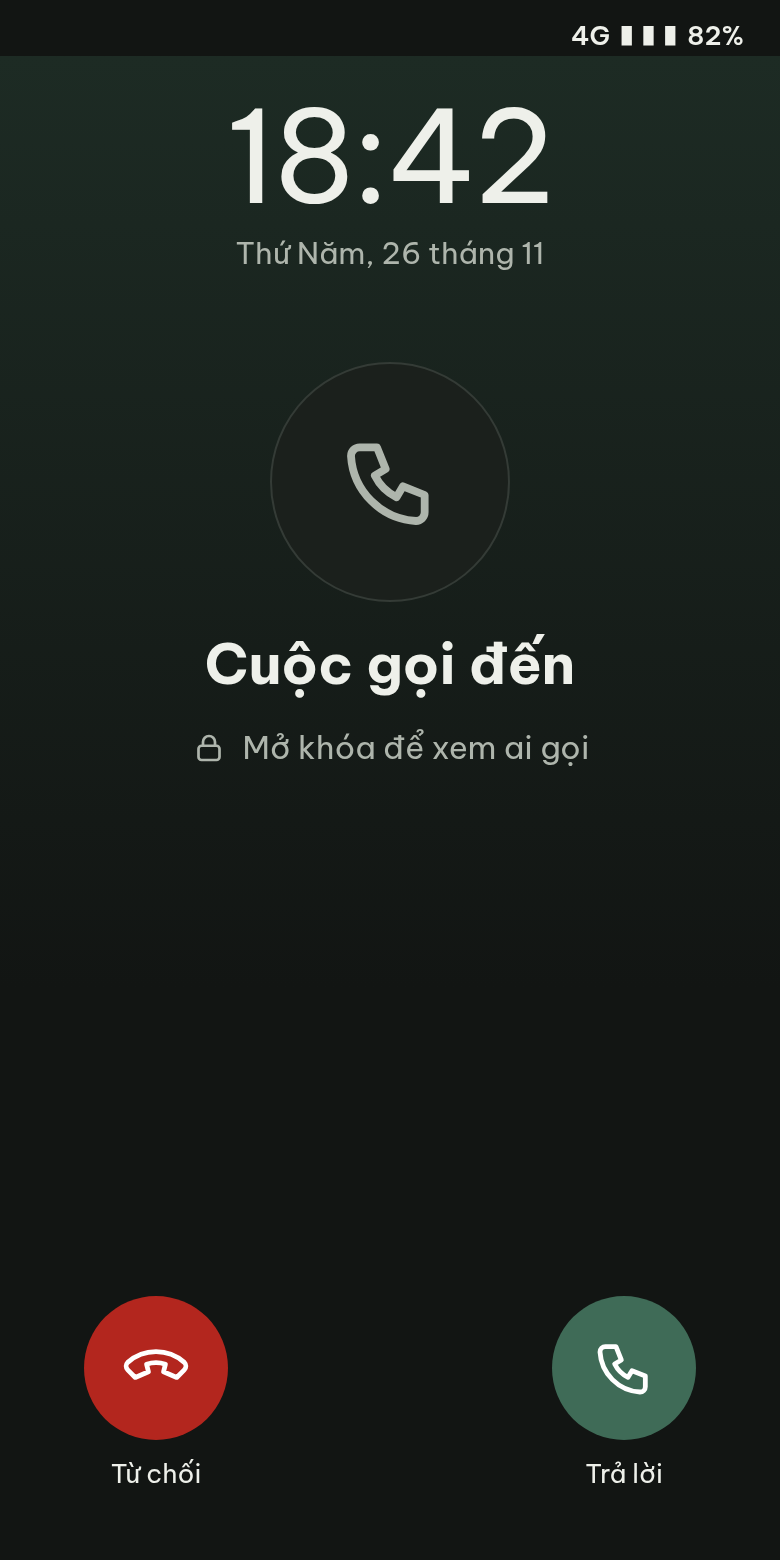 4G 82%
18:42
Thứ Năm, 26 tháng 11
Cuộc gọi đến
Mở khóa để xem ai gọi
Từ chối
Trả lời